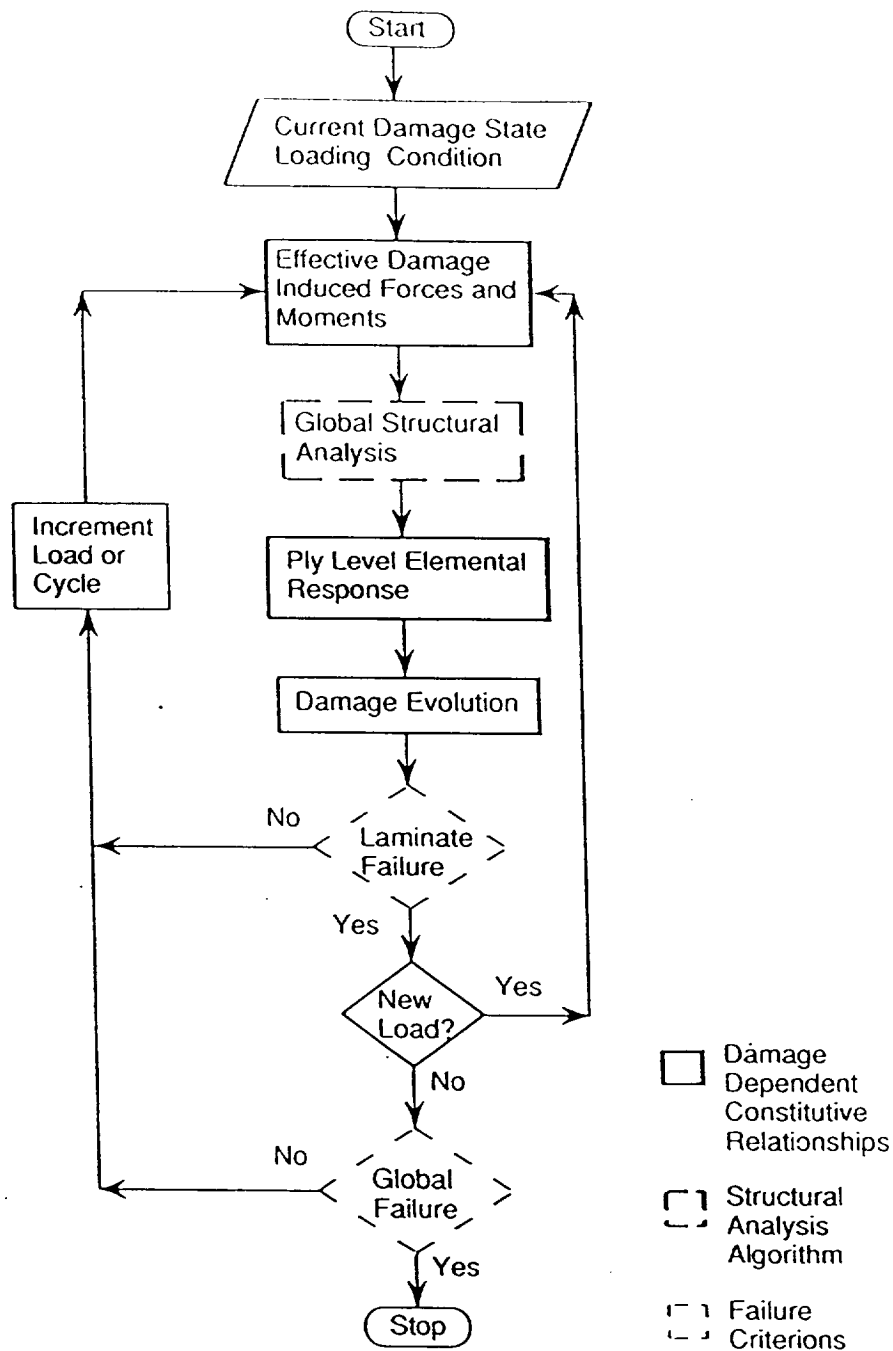 Start
Current Damage State
Loading Condition
Effective Damage
Induced Forces and
Moments
Global Structural
Analysis
Increment
Load or
Cycle
Ply Level Elemental
Response
Damage Evolution
No
Laminate
Failure
Yes
New
Load?
Yes
No
No
Global
Failure
Yes
Stop
Damage
Dependent
Constitutive
Relationships
Structural
Analysis
Algorithm
Failure
Criterions